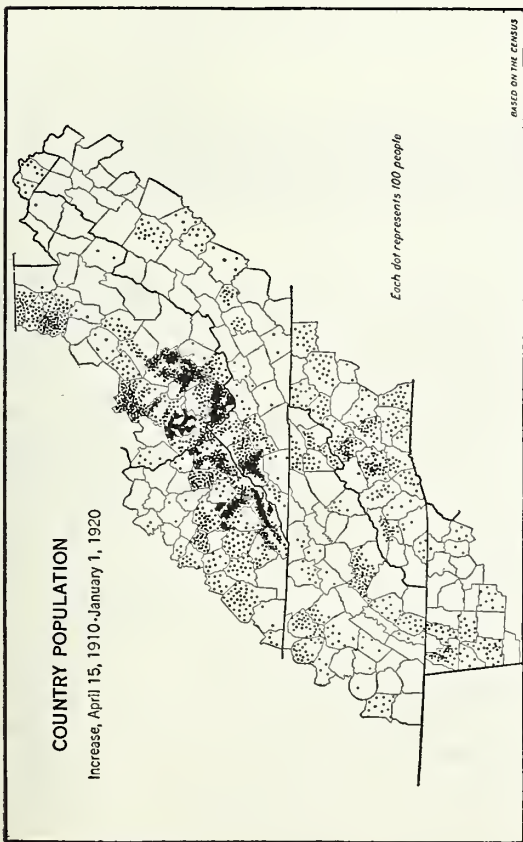 COUNTRY POPULATION
Increase, April 15, 1910-January 1, 1920
Each dot represents 100 people
BASED ON THE CENSUS